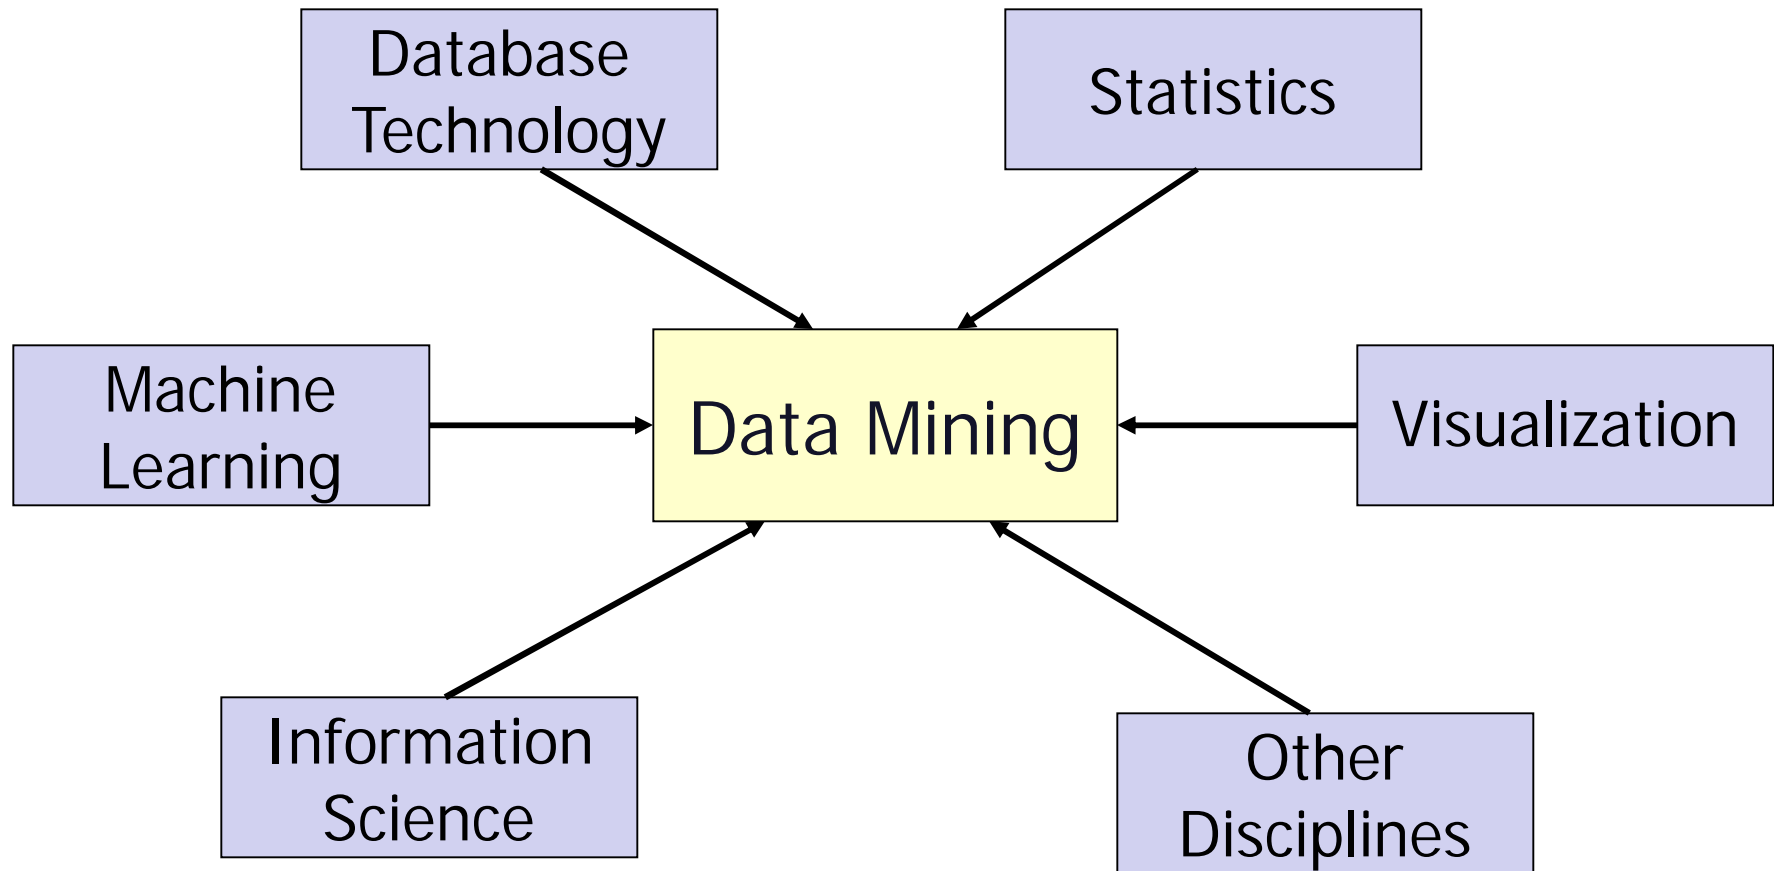 Database
Technology
Statistics
Machine
Learning
Data Mining
Visualization
Information
Science
Other
Disciplines